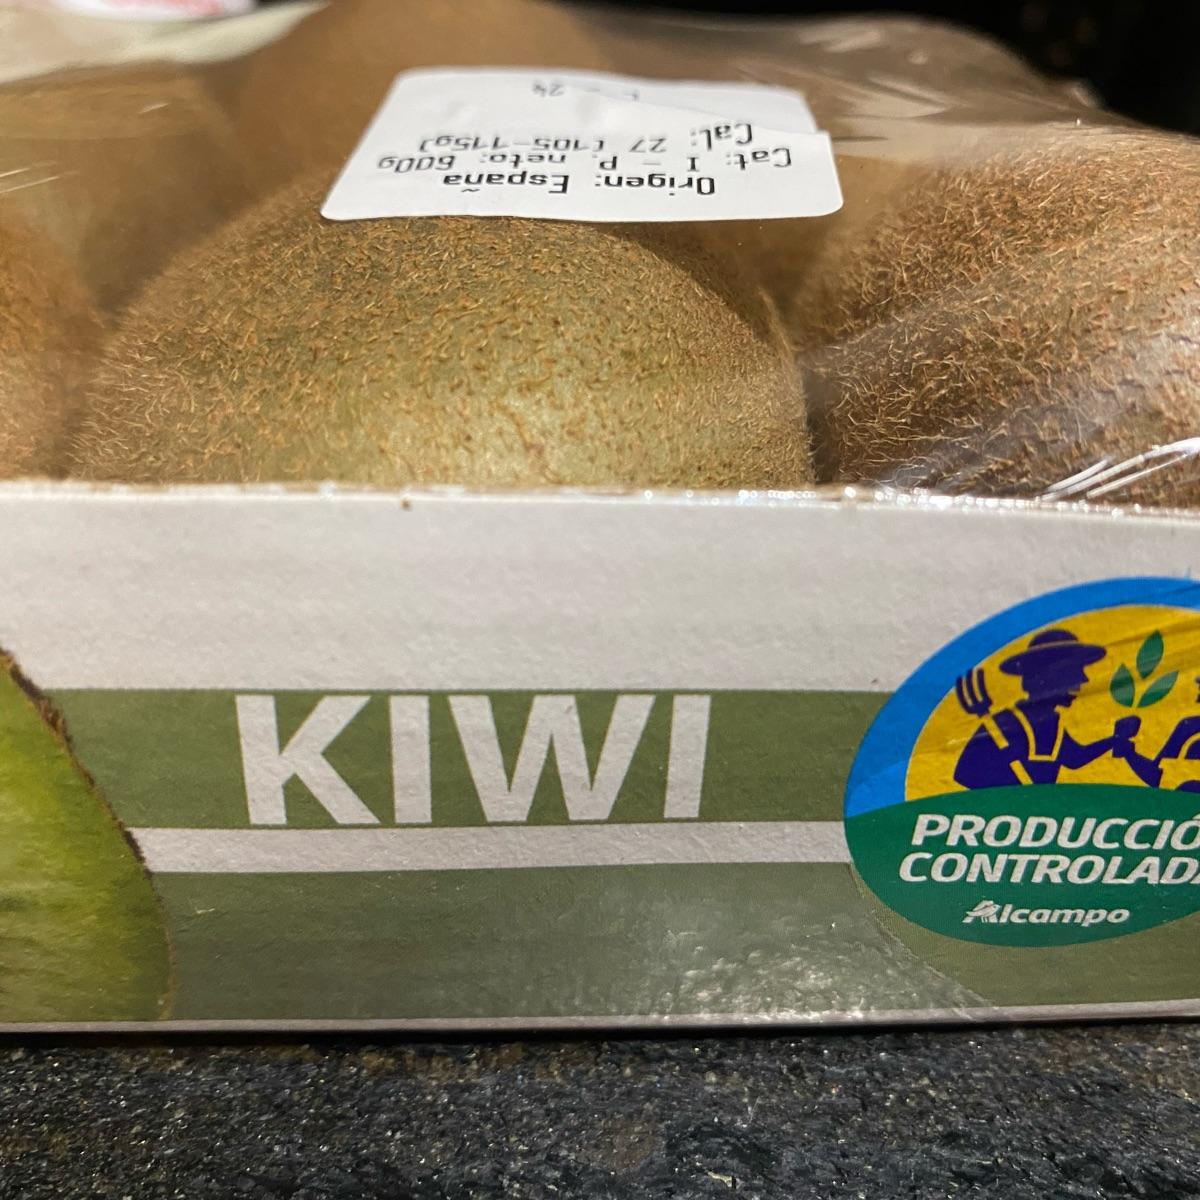 Origen: España
Cat: I - P. neto: 600g
Cal: 27 [105-115g]
KIWI
PRODUCCIÓ
CONTROLADA
Alcampo